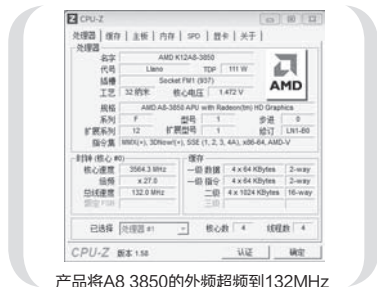 CPU-Z
处理器 缓存 主板 内存 SPD 显卡 关于
处理器
名字 AMD K12A8-3850
代号 Llano TDP 111 W
插槽 Socket FM1 (937)
工艺 32 纳米 核心电压 1.472 V
AMD
规格 AMD A8-3850 APU with Radeon(tm) HD Graphics
系列 F 型号 1 步进 0
扩展系列 12 扩展型号 1 修订 LN1-B0
指令集 MMX(+), 3DNow!(+), SSE (1, 2, 3, 4A), x86-64, AMD-V
时钟 (核心 #0)
核心速度 3564.3 MHz
倍频 x 27.0
总线速度 132.0 MHz
额定 FSB
缓存
一级 数据 4 x 64 KBytes 2-way
一级 指令 4 x 64 KBytes 2-way
二级 4 x 1024 KBytes 16-way
三级
已选择 处理器 #1 核心数 4 线程数 4
CPU-Z 版本 1.58 认证 确定
产品将A8 3850的外频超频到132MHz